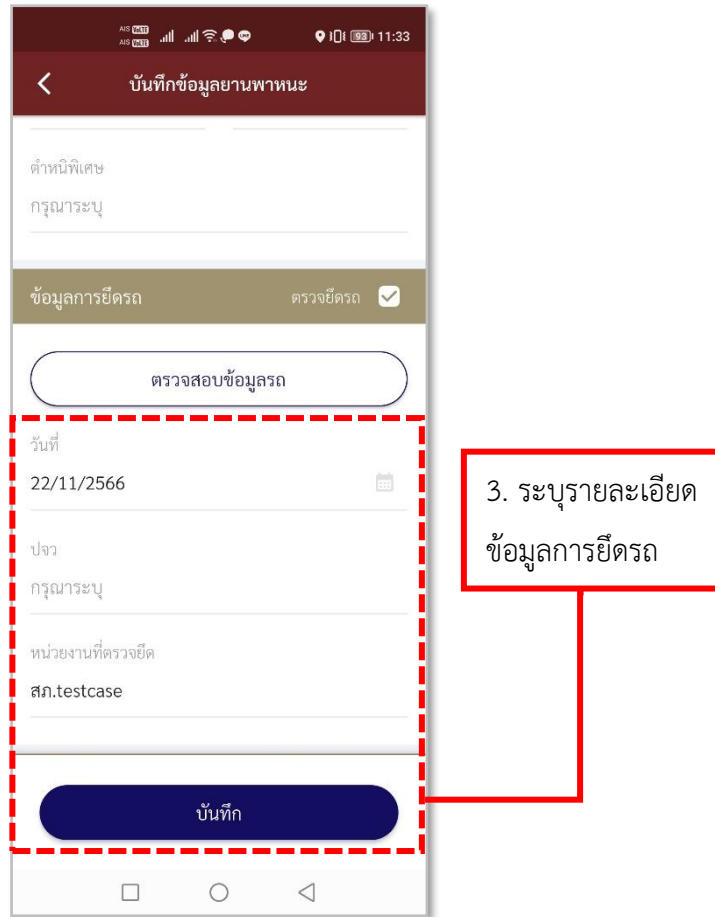 AIS VoLTE
AIS VoLTE
93 11:33
บันทึกข้อมูลยานพาหนะ
ตำหนิพิเศษ
กรุณาระบุ
ข้อมูลการยึดรถ ตรวจยึดรถ
ตรวจสอบข้อมูลรถ
วันที่
22/11/2566
ปจว
กรุณาระบุ
หน่วยงานที่ตรวจยึด
สภ.testcase
บันทึก
3. ระบุรายละเอียด
ข้อมูลการยึดรถ